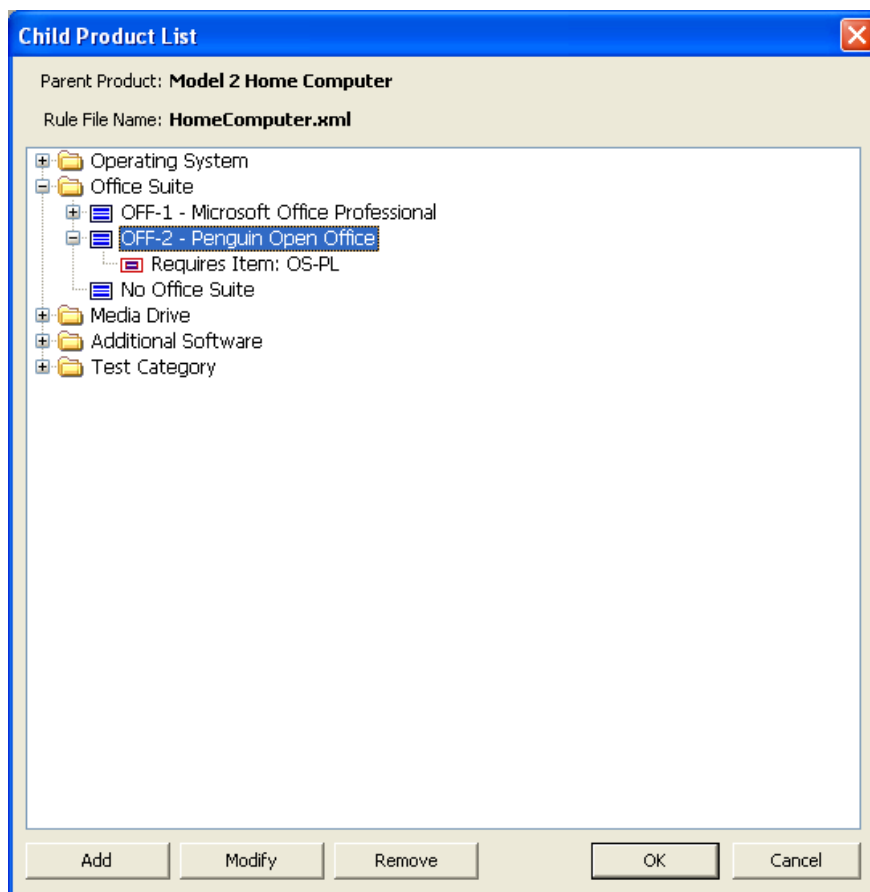 Child Product List
Parent Product: Model 2 Home Computer
Rule File Name: HomeComputer.xml
Operating System
Office Suite
OFF-1 - Microsoft Office Professional
OFF-2 - Penguin Open Office
Requires Item: OS-PL
No Office Suite
Media Drive
Additional Software
Test Category
Add Modify Remove OK Cancel